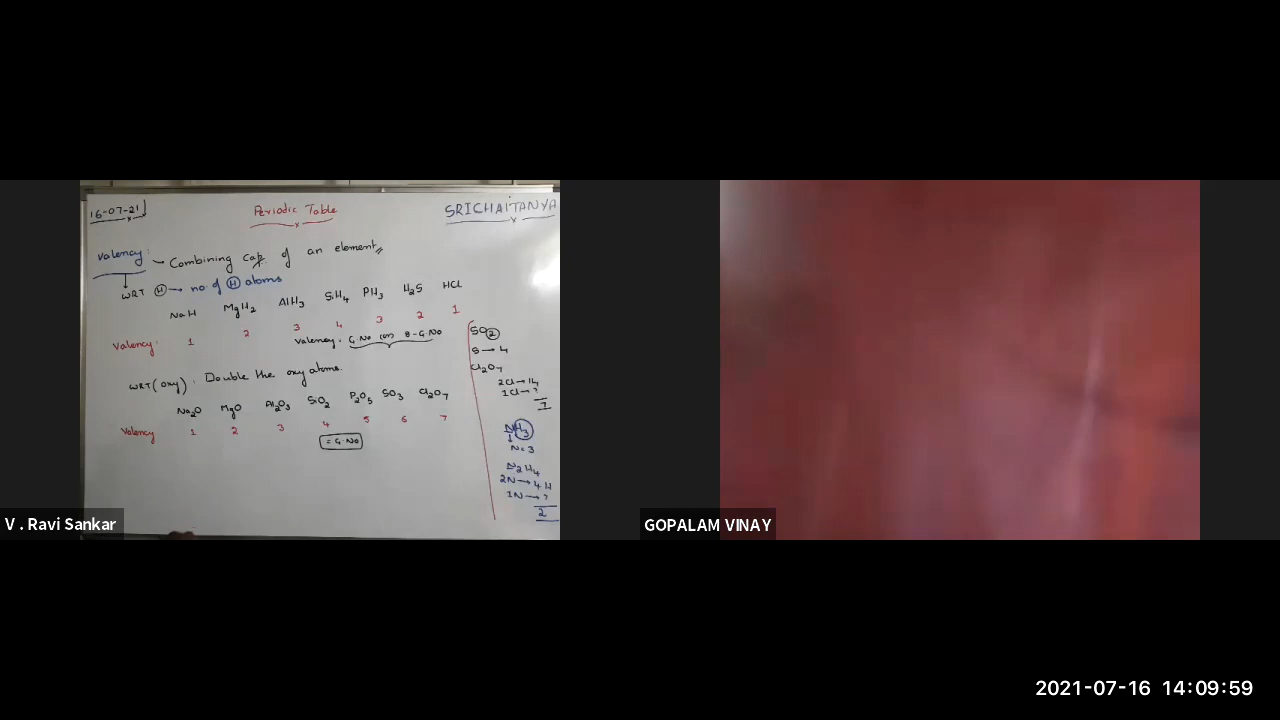 16-07-21
Periodic Table
SRICHAITANYA
Valency:
Combining cap. of an element
WRT H → no. of H atoms
NaH MgH2 AlH3 SiH4 PH3 H2S HCl
Valency: 1 2 3 4 3 2 1
Valency = G.No (or) 8-G.No
WRT (oxy). Double the oxy atoms.
Na2O MgO Al2O3 SiO2 P2O5 SO3 Cl2O7
Valency 1 2 3 4 5 6 7
= G.No
SO2
S → 4
Cl2O7
2Cl → 14
1Cl → ?
7
NH3
↓
N = 3
N2H4
2N → 4H
1N → ?
2
V . Ravi Sankar
GOPALAM VINAY
2021-07-16 14:09:59